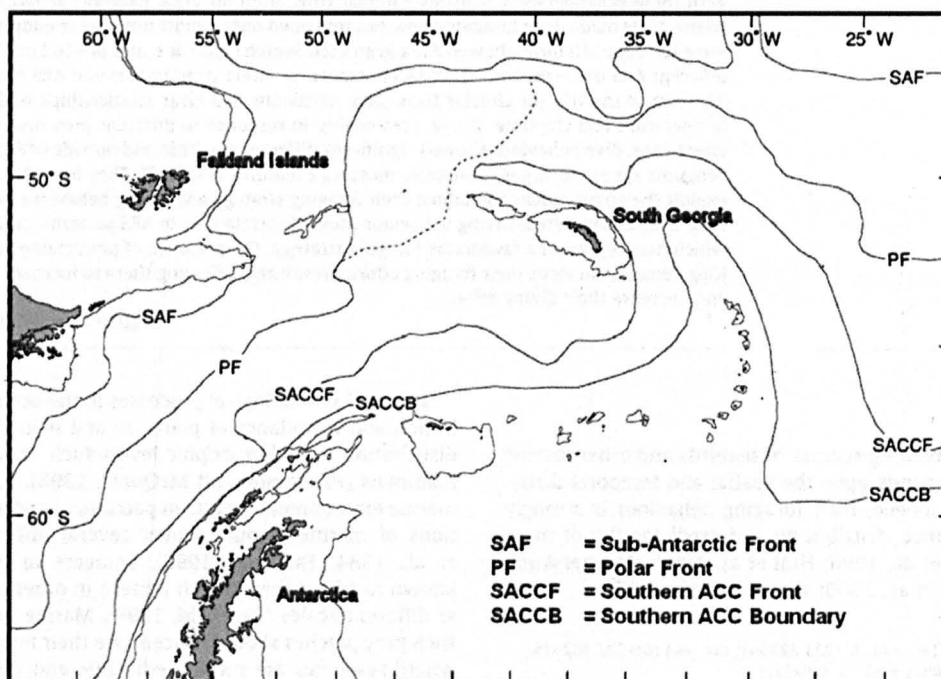 60° W 55° W 50° W 45° W 40° W 35° W 30° W 25° W
SAF
Falkland Islands
50° S
South Georgia
PF
SAF
PF
SACCF
SACCB
SACCF
SACCB
60° S
SAF = Sub-Antarctic Front
PF = Polar Front
SACCF = Southern ACC Front
SACCB = Southern ACC Boundary
Antarctica